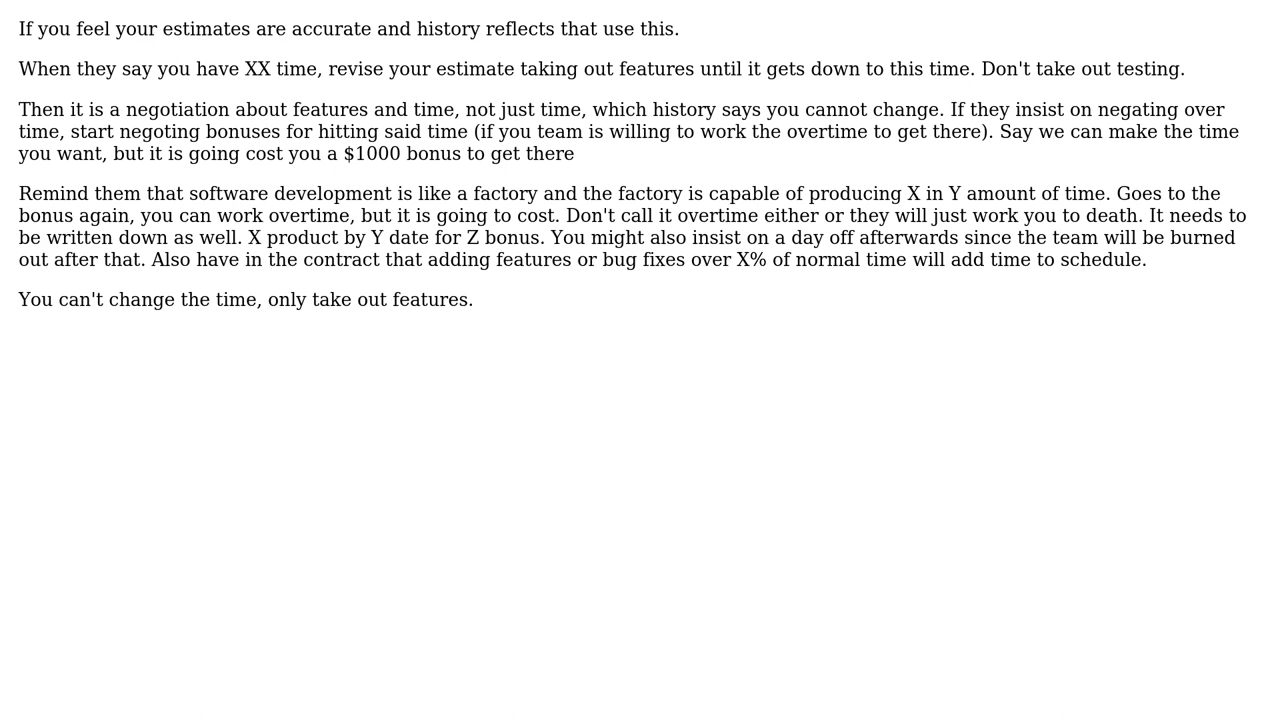 If you feel your estimates are accurate and history reflects that use this.
When they say you have XX time, revise your estimate taking out features until it gets down to this time. Don't take out testing.
Then it is a negotiation about features and time, not just time, which history says you cannot change. If they insist on negating over
time, start negoting bonuses for hitting said time (if you team is willing to work the overtime to get there). Say we can make the time
you want, but it is going cost you a $1000 bonus to get there
Remind them that software development is like a factory and the factory is capable of producing X in Y amount of time. Goes to the
bonus again, you can work overtime, but it is going to cost. Don't call it overtime either or they will just work you to death. It needs to
be written down as well. X product by Y date for Z bonus. You might also insist on a day off afterwards since the team will be burned
out after that. Also have in the contract that adding features or bug fixes over X% of normal time will add time to schedule.
You can't change the time, only take out features.